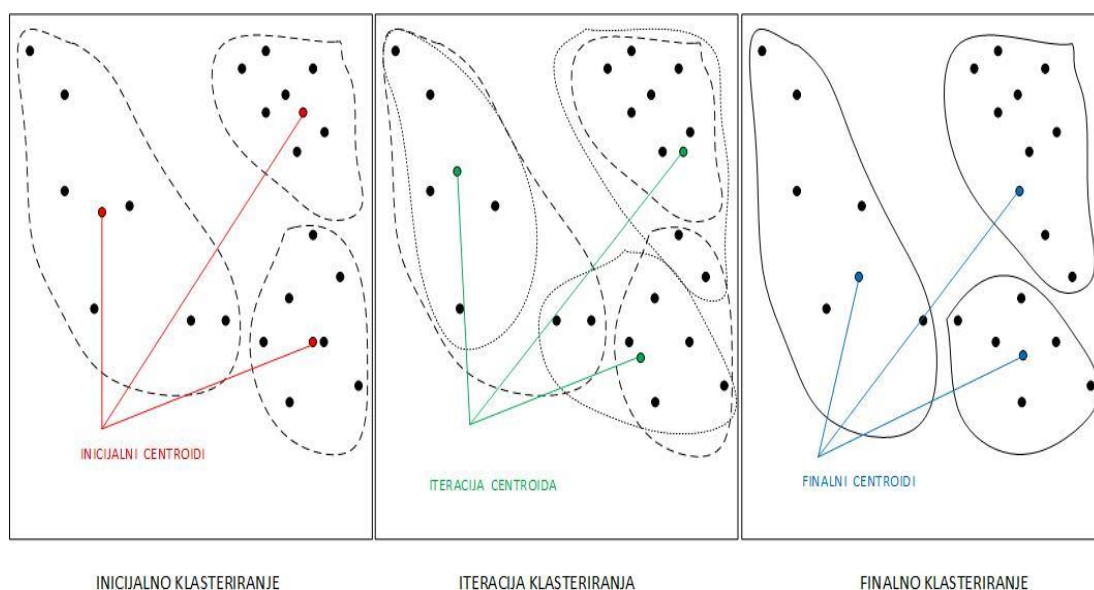 INICIJALNI CENTROIDI
ITERACIJA CENTROIDA
FINALNI CENTROIDI
INICIJALNO KLASTERIRANJE
ITERACIJA KLASTERIRANJA
FINALNO KLASTERIRANJE